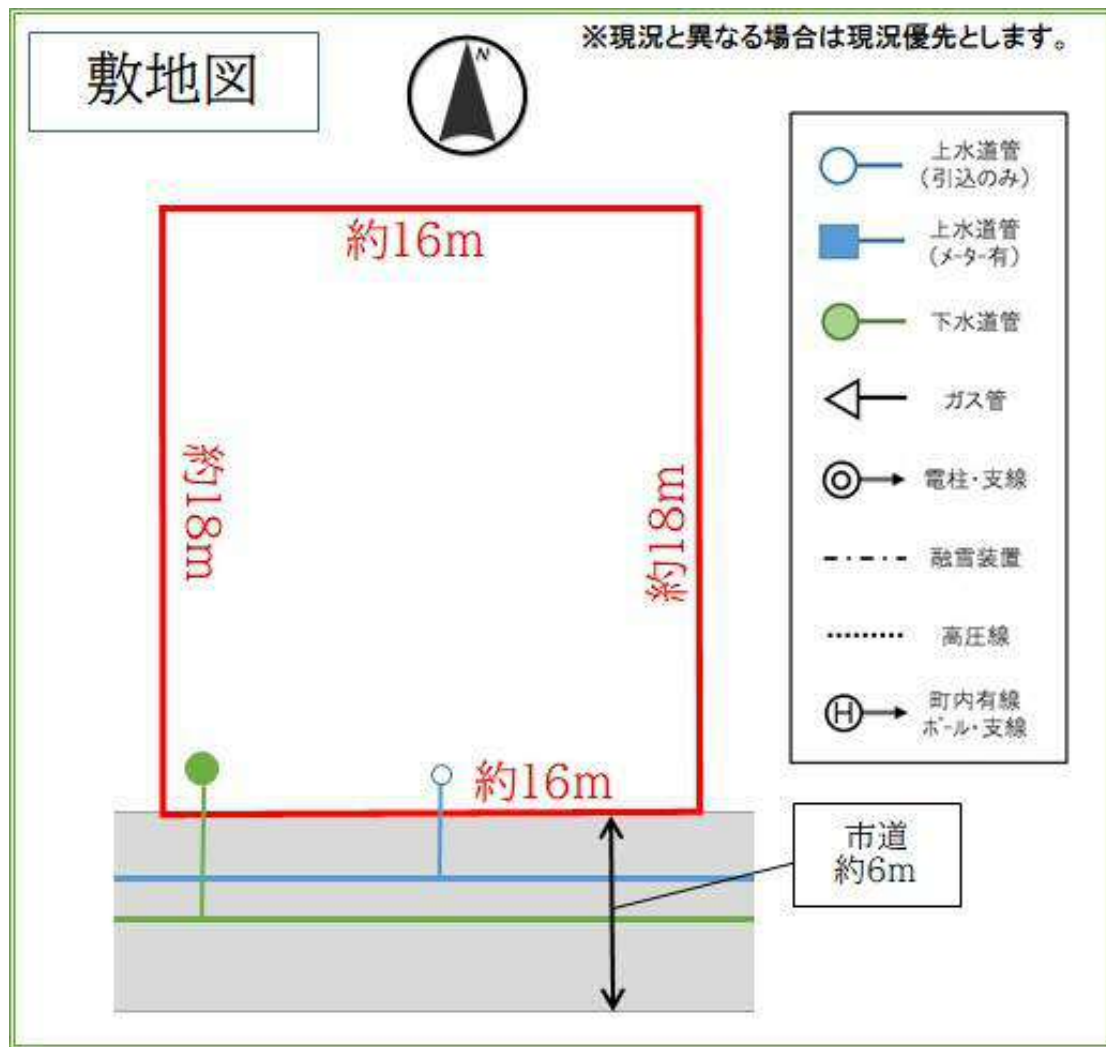 ※現況と異なる場合は現況優先とします。
敷地図
N
約16m
約18m
約18m
約16m
上水道管
(引込のみ)
上水道管
(メーター有)
下水道管
ガス管
電柱・支線
融雪装置
高圧線
H
町内有線
ポール・支線
市道
約6m